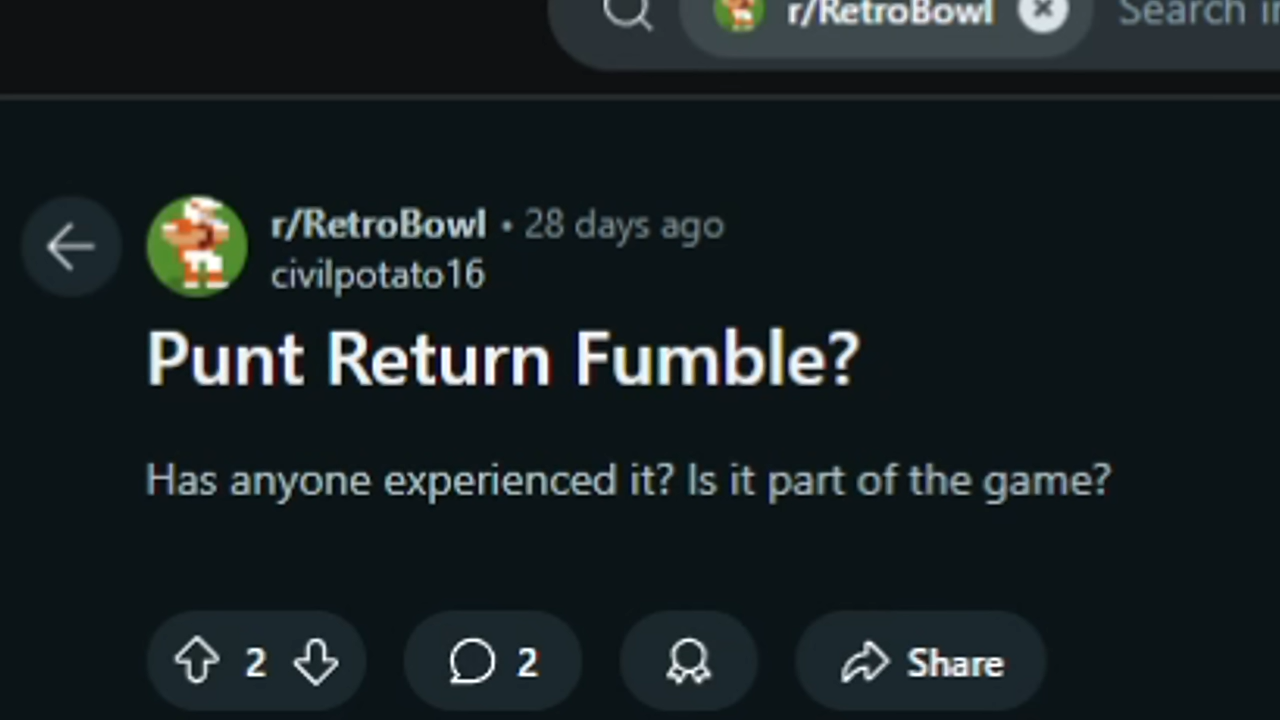 r/RetroBowl Search in
r/RetroBowl • 28 days ago
civilpotato16
Punt Return Fumble?
Has anyone experienced it? Is it part of the game?
2 2 Share